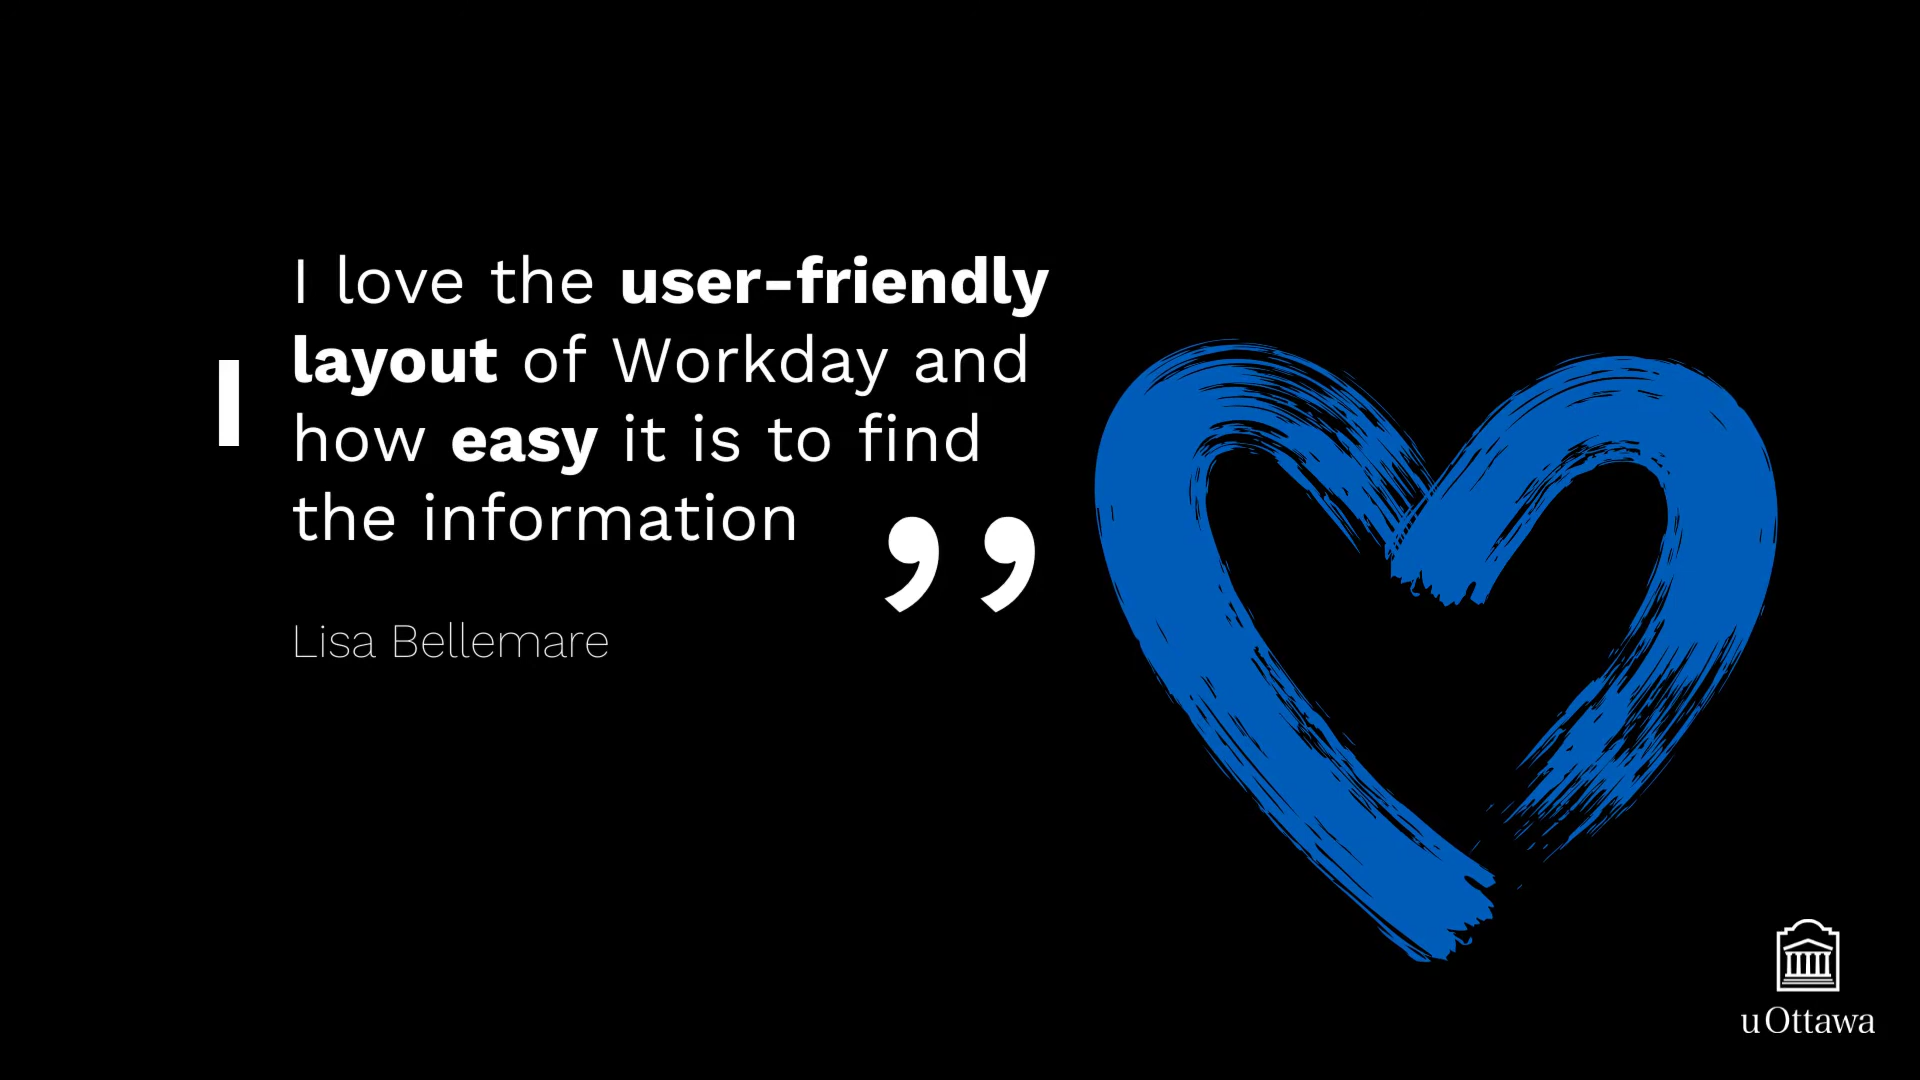 I love the user-friendly
layout of Workday and
how easy it is to find
the information
”
Lisa Bellemare
uOttawa